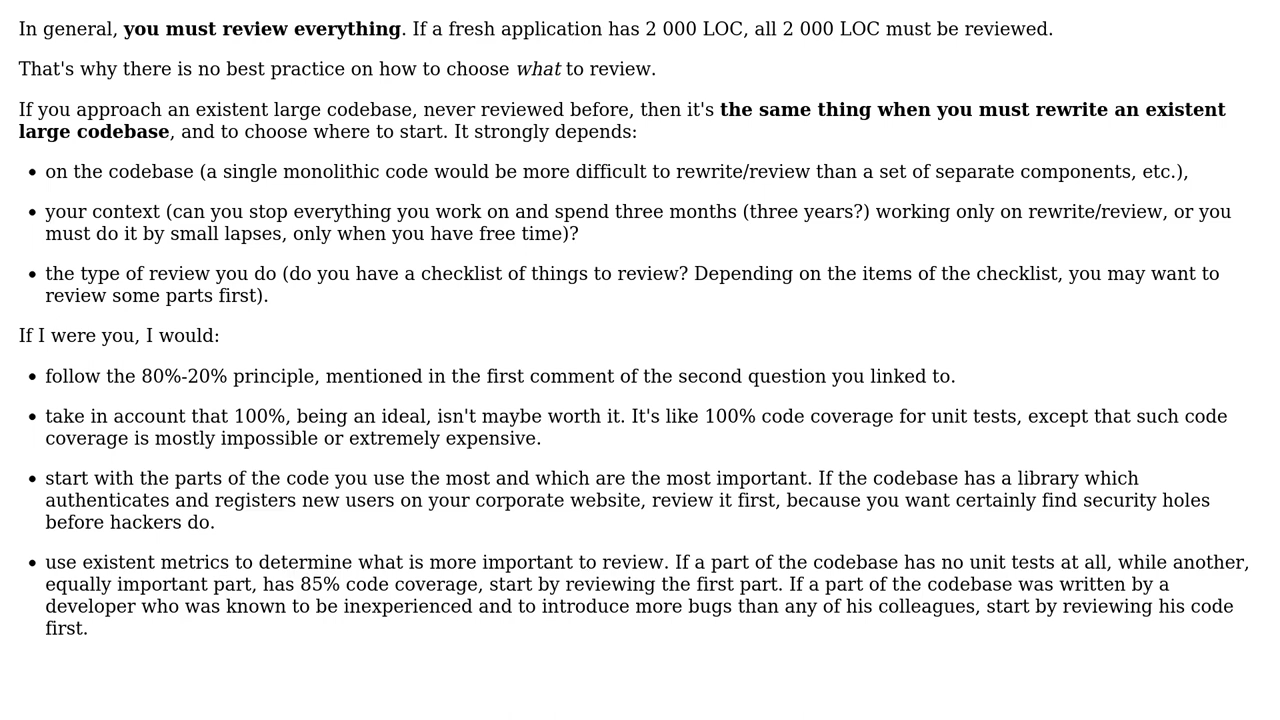 In general, you must review everything. If a fresh application has 2 000 LOC, all 2 000 LOC must be reviewed.
That's why there is no best practice on how to choose what to review.
If you approach an existent large codebase, never reviewed before, then it's the same thing when you must rewrite an existent
large codebase, and to choose where to start. It strongly depends:
• on the codebase (a single monolithic code would be more difficult to rewrite/review than a set of separate components, etc.),
• your context (can you stop everything you work on and spend three months (three years?) working only on rewrite/review, or you
must do it by small lapses, only when you have free time)?
• the type of review you do (do you have a checklist of things to review? Depending on the items of the checklist, you may want to
review some parts first).
If I were you, I would:
• follow the 80%-20% principle, mentioned in the first comment of the second question you linked to.
• take in account that 100%, being an ideal, isn't maybe worth it. It's like 100% code coverage for unit tests, except that such code
coverage is mostly impossible or extremely expensive.
• start with the parts of the code you use the most and which are the most important. If the codebase has a library which
authenticates and registers new users on your corporate website, review it first, because you want certainly find security holes
before hackers do.
• use existent metrics to determine what is more important to review. If a part of the codebase has no unit tests at all, while another,
equally important part, has 85% code coverage, start by reviewing the first part. If a part of the codebase was written by a
developer who was known to be inexperienced and to introduce more bugs than any of his colleagues, start by reviewing his code
first.